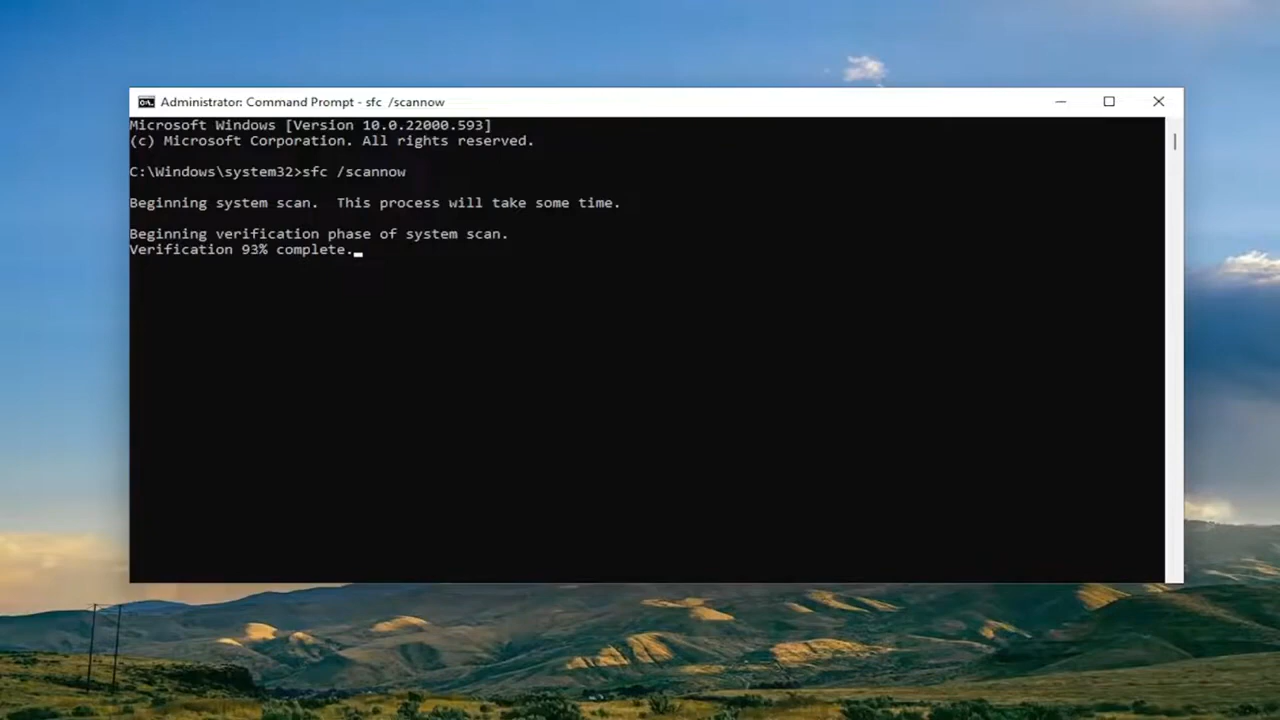 Administrator: Command Prompt - sfc  /scannow
Microsoft Windows [Version 10.0.22000.593]
(c) Microsoft Corporation. All rights reserved.
C:\Windows\system32>sfc /scannow
Beginning system scan.  This process will take some time.
Beginning verification phase of system scan.
Verification 93% complete.